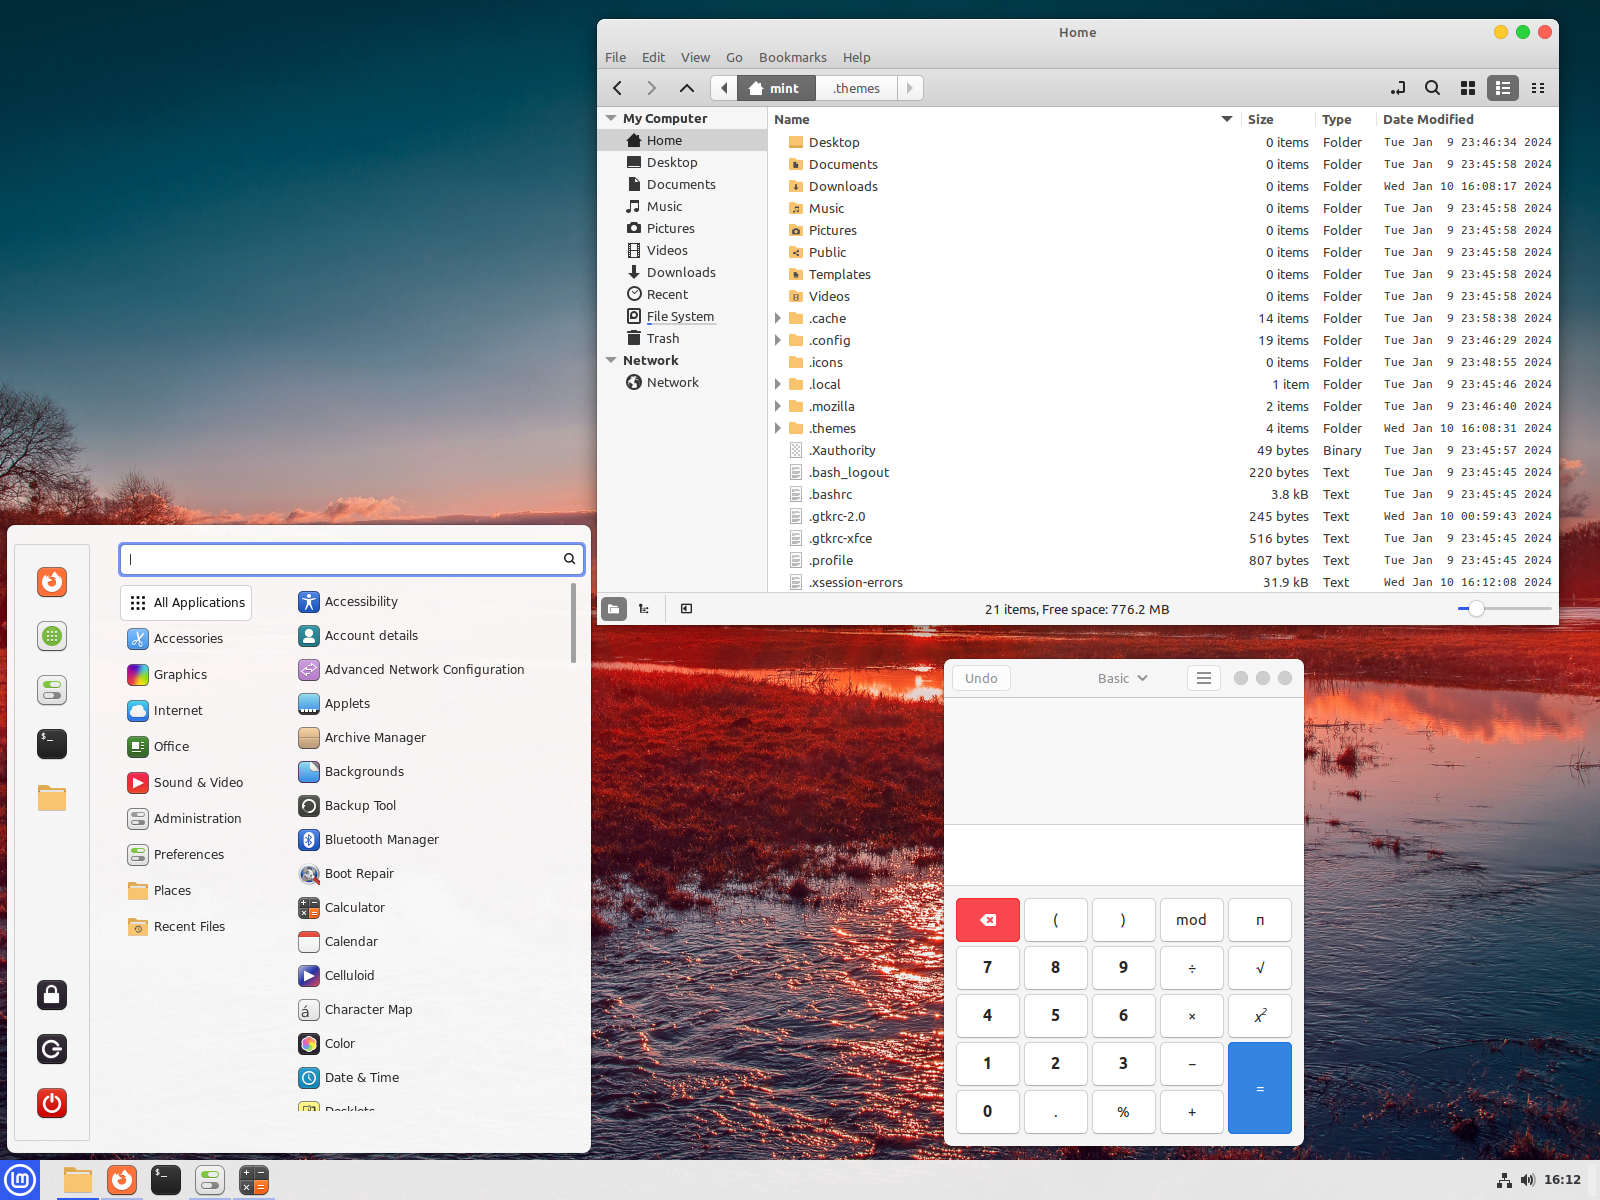 Home
File Edit View Go Bookmarks Help
mint .themes
My Computer
Home
Desktop
Documents
Music
Pictures
Videos
Downloads
Recent
File System
Trash
Network
Network
Name Size Type Date Modified
Desktop 0 items Folder Tue Jan 9 23:46:34 2024
Documents 0 items Folder Tue Jan 9 23:45:58 2024
Downloads 0 items Folder Wed Jan 10 16:08:17 2024
Music 0 items Folder Tue Jan 9 23:45:58 2024
Pictures 0 items Folder Tue Jan 9 23:45:58 2024
Public 0 items Folder Tue Jan 9 23:45:58 2024
Templates 0 items Folder Tue Jan 9 23:45:58 2024
Videos 0 items Folder Tue Jan 9 23:45:58 2024
.cache 14 items Folder Tue Jan 9 23:58:38 2024
.config 19 items Folder Tue Jan 9 23:46:29 2024
.icons 0 items Folder Tue Jan 9 23:48:55 2024
.local 1 item Folder Tue Jan 9 23:45:46 2024
.mozilla 2 items Folder Tue Jan 9 23:46:40 2024
.themes 4 items Folder Wed Jan 10 16:08:31 2024
.Xauthority 49 bytes Binary Tue Jan 9 23:45:57 2024
.bash_logout 220 bytes Text Tue Jan 9 23:45:45 2024
.bashrc 3.8 kB Text Tue Jan 9 23:45:45 2024
.gtkrc-2.0 245 bytes Text Wed Jan 10 00:59:43 2024
.gtkrc-xfce 516 bytes Text Tue Jan 9 23:45:45 2024
.profile 807 bytes Text Tue Jan 9 23:45:45 2024
.xsession-errors 31.9 kB Text Wed Jan 10 16:12:08 2024
21 items, Free space: 776.2 MB
All Applications
Accessories
Graphics
Internet
Office
Sound & Video
Administration
Preferences
Places
Recent Files
Accessibility
Account details
Advanced Network Configuration
Applets
Archive Manager
Backgrounds
Backup Tool
Bluetooth Manager
Boot Repair
Calculator
Calendar
Celluloid
Character Map
Color
Date & Time
Desklets
Undo Basic
( ) mod π
7 8 9 ÷ √
4 5 6 × x²
1 2 3 −
0 . % + =
16:12